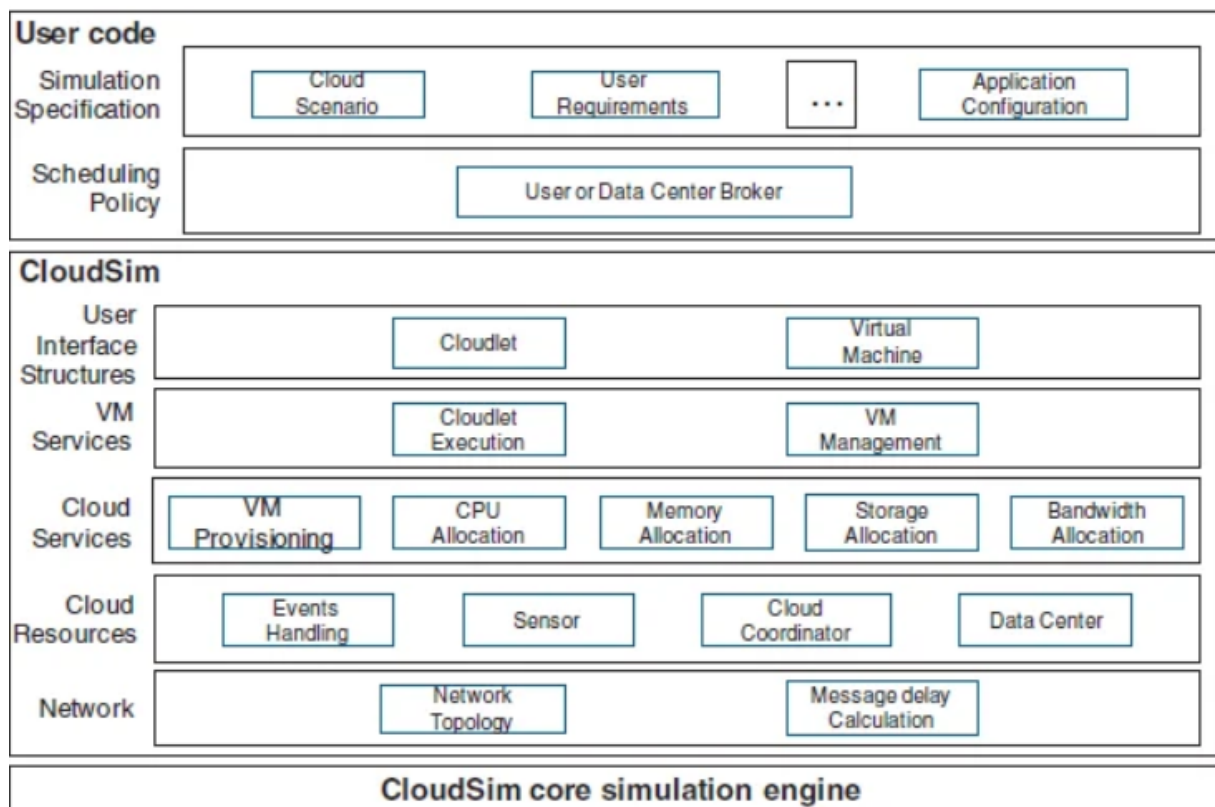 User code
Simulation
Specification
Cloud
Scenario
User
Requirements
...
Application
Configuration
Scheduling
Policy
User or Data Center Broker
CloudSim
User
Interface
Structures
Cloudlet
Virtual
Machine
VM
Services
Cloudlet
Execution
VM
Management
Cloud
Services
VM
Provisioning
CPU
Allocation
Memory
Allocation
Storage
Allocation
Bandwidth
Allocation
Cloud
Resources
Events
Handling
Sensor
Cloud
Coordinator
Data Center
Network
Network
Topology
Message delay
Calculation
CloudSim core simulation engine